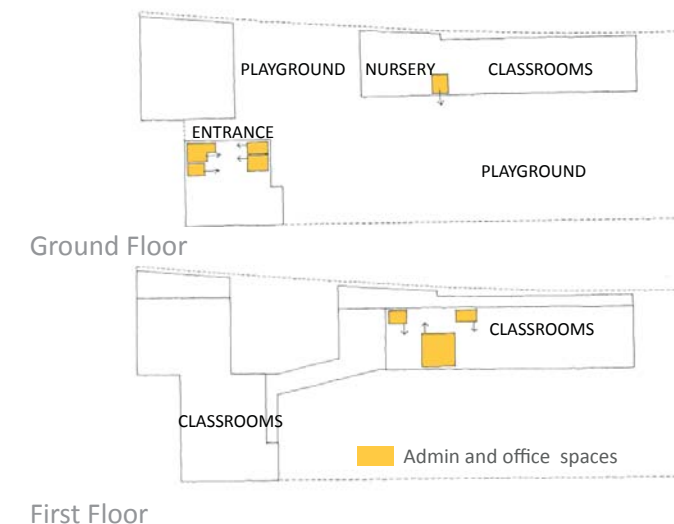 PLAYGROUND NURSERY CLASSROOMS
ENTRANCE
PLAYGROUND
Ground Floor
CLASSROOMS
CLASSROOMS
Admin and office spaces
First Floor